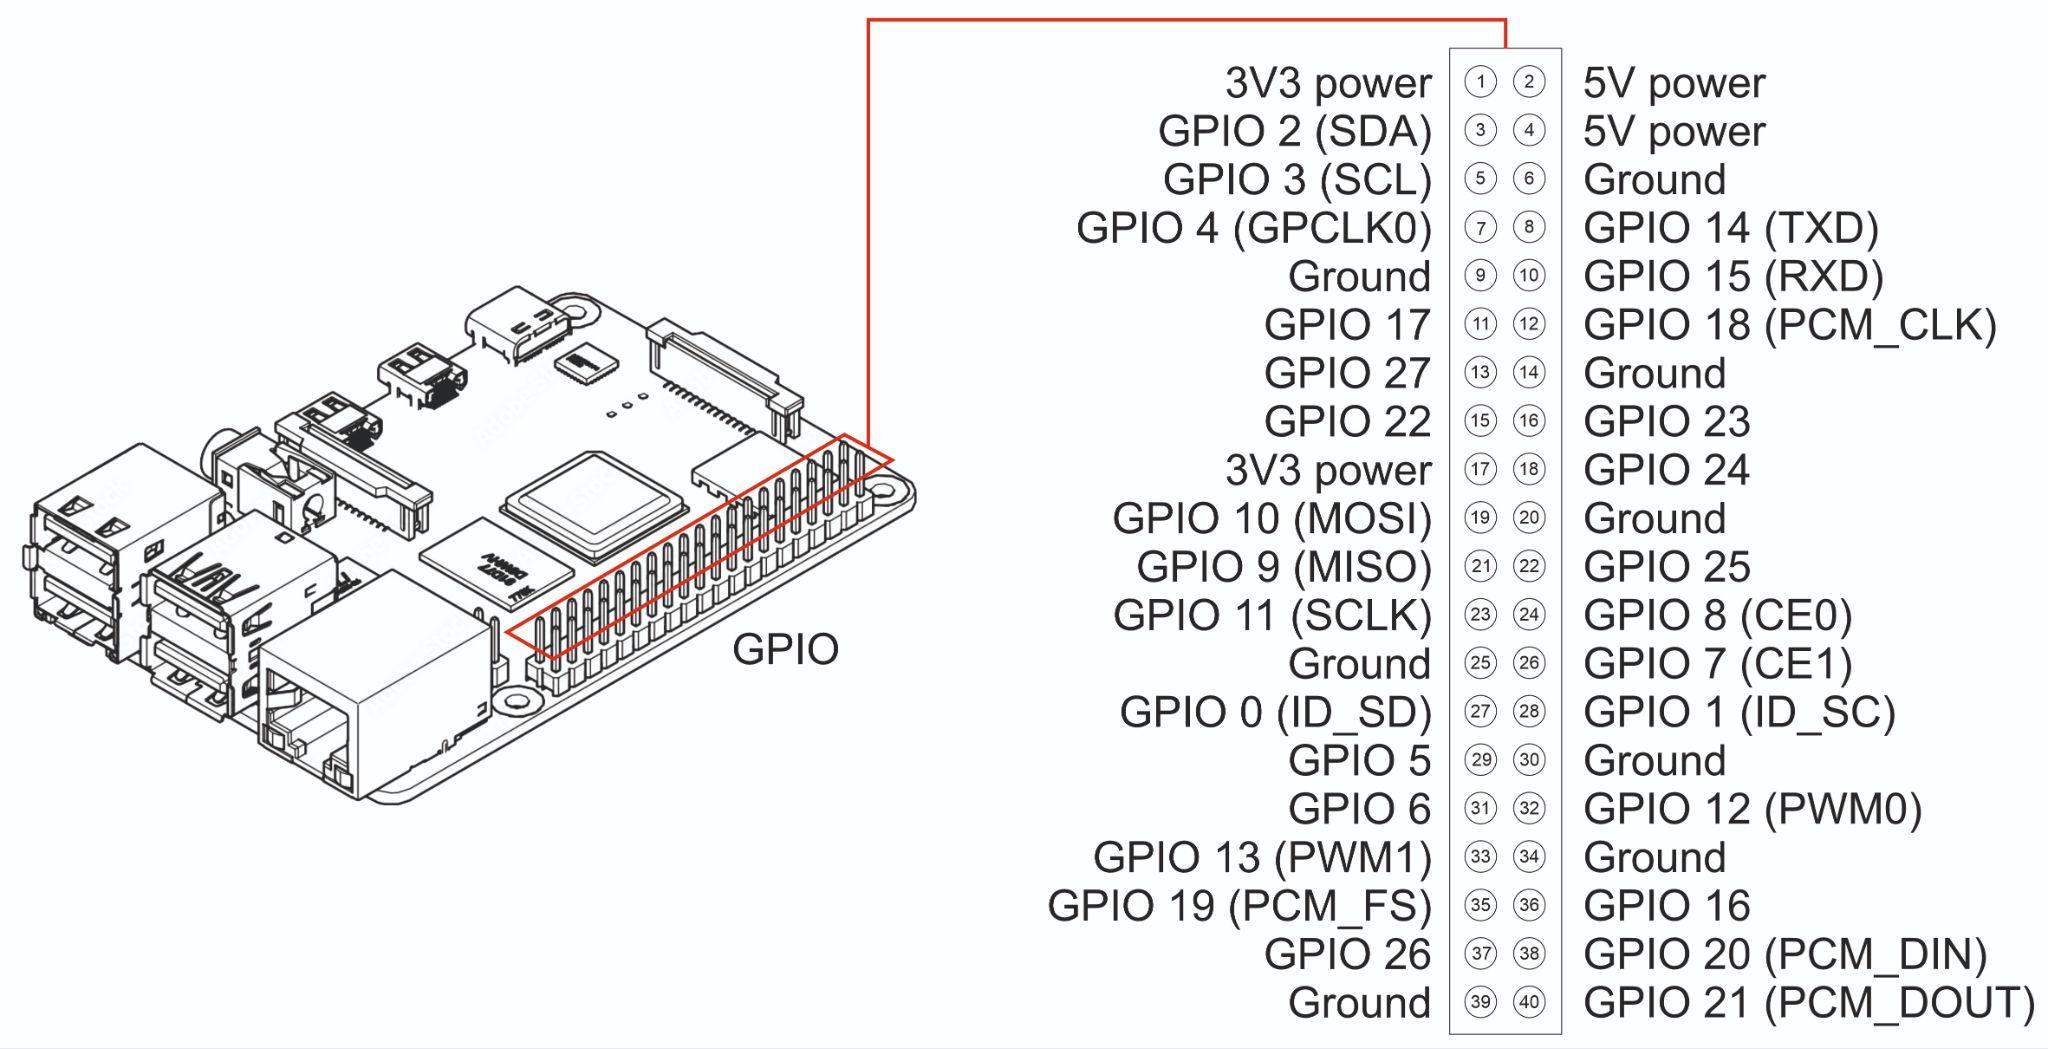 3V3 power 1 2 5V power
GPIO 2 (SDA) 3 4 5V power
GPIO 3 (SCL) 5 6 Ground
GPIO 4 (GPCLK0) 7 8 GPIO 14 (TXD)
Ground 9 10 GPIO 15 (RXD)
GPIO 17 11 12 GPIO 18 (PCM_CLK)
GPIO 27 13 14 Ground
GPIO 22 15 16 GPIO 23
3V3 power 17 18 GPIO 24
GPIO 10 (MOSI) 19 20 Ground
GPIO 9 (MISO) 21 22 GPIO 25
GPIO 11 (SCLK) 23 24 GPIO 8 (CE0)
Ground 25 26 GPIO 7 (CE1)
GPIO 0 (ID_SD) 27 28 GPIO 1 (ID_SC)
GPIO 5 29 30 Ground
GPIO 6 31 32 GPIO 12 (PWM0)
GPIO 13 (PWM1) 33 34 Ground
GPIO 19 (PCM_FS) 35 36 GPIO 16
GPIO 26 37 38 GPIO 20 (PCM_DIN)
Ground 39 40 GPIO 21 (PCM_DOUT)
GPIO